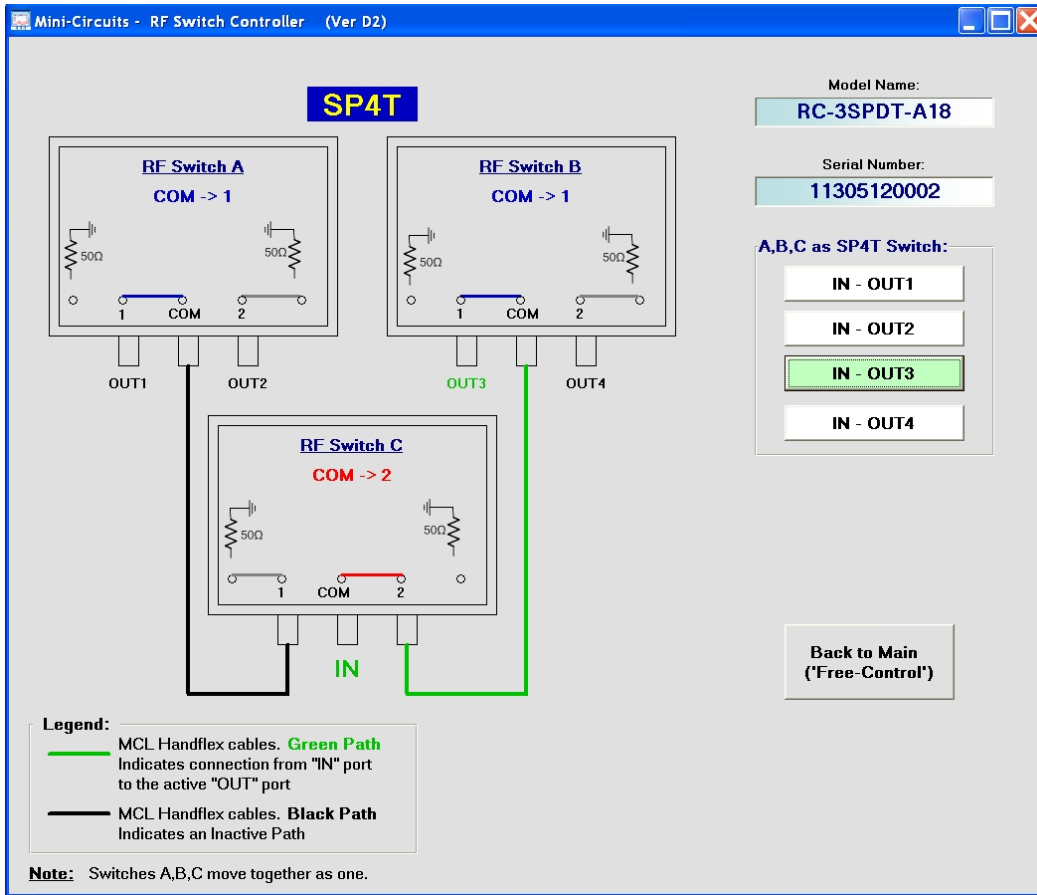 Mini-Circuits - RF Switch Controller (Ver D2)
SP4T
Model Name:
RC-3SPDT-A18
Serial Number:
11305120002
RF Switch A
COM -> 1
50Ω
50Ω
1 COM 2
OUT1
OUT2
RF Switch B
COM -> 1
50Ω
50Ω
1 COM 2
OUT3
OUT4
A,B,C as SP4T Switch:
IN - OUT1
IN - OUT2
IN - OUT3
IN - OUT4
RF Switch C
COM -> 2
50Ω
50Ω
1 COM 2
IN
Back to Main
('Free-Control')
Legend:
MCL Handflex cables. Green Path
Indicates connection from "IN" port
to the active "OUT" port
MCL Handflex cables. Black Path
Indicates an Inactive Path
Note: Switches A,B,C move together as one.